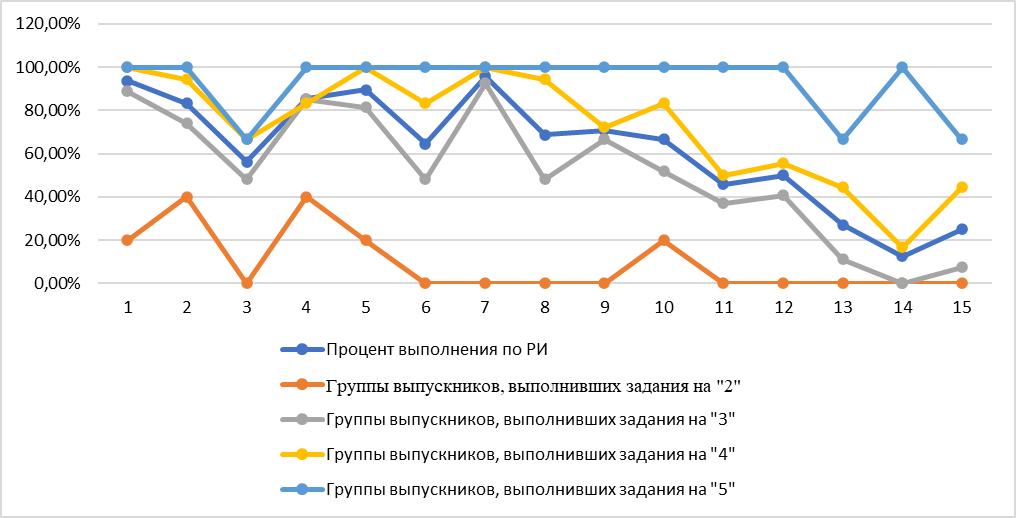 120,00%
100,00%
80,00%
60,00%
40,00%
20,00%
0,00%
1 2 3 4 5 6 7 8 9 10 11 12 13 14 15
Процент выполнения по РИ
Группы выпускников, выполнивших задания на "2"
Группы выпускников, выполнивших задания на "3"
Группы выпускников, выполнивших задания на "4"
Группы выпускников, выполнивших задания на "5"